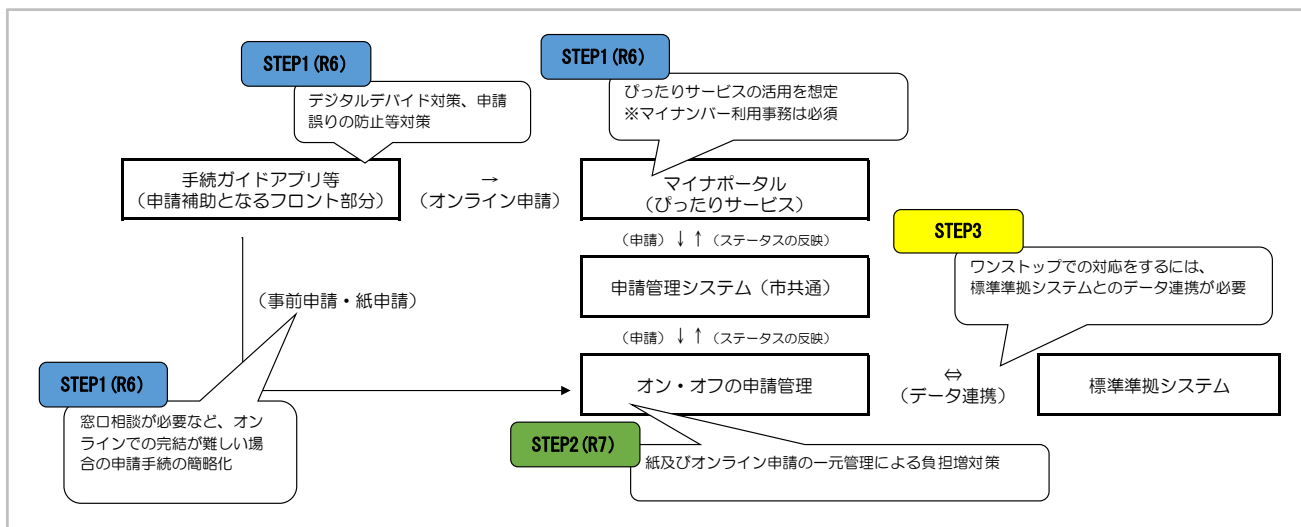 STEP1(R6)
デジタルデバイド対策、申請
誤りの防止等対策
STEP1(R6)
ぴったりサービスの活用を想定
※マイナンバー利用事務は必須
手続ガイドアプリ等
(申請補助となるフロント部分)
→
(オンライン申請)
マイナポータル
(ぴったりサービス)
(申請) ↓ ↑ (ステータスの反映)
STEP3
ワンストップでの対応をするには、
標準準拠システムとのデータ連携が必要
申請管理システム(市共通)
(事前申請・紙申請)
(申請) ↓ ↑ (ステータスの反映)
オン・オフの申請管理
⇔
(データ連携)
標準準拠システム
STEP1(R6)
窓口相談が必要など、オン
ラインでの完結が難しい場
合の申請手続の簡略化
STEP2(R7)
紙及びオンライン申請の一元管理による負担増対策